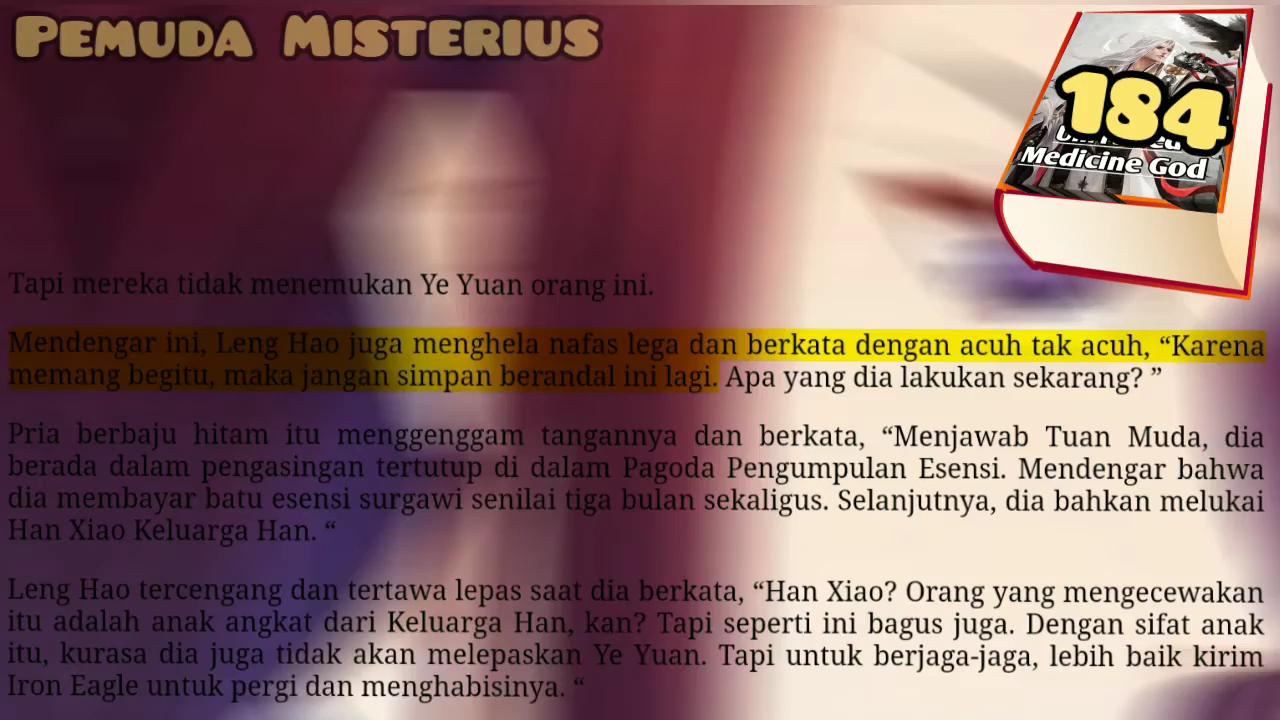 PEMUDA MISTERIUS
184
Medicine God
Tapi mereka tidak menemukan Ye Yuan orang ini.
Mendengar ini, Leng Hao juga menghela nafas lega dan berkata dengan acuh tak acuh, “Karena
memang begitu, maka jangan simpan berandal ini lagi. Apa yang dia lakukan sekarang? ”
Pria berbaju hitam itu menggenggam tangannya dan berkata, “Menjawab Tuan Muda, dia
berada dalam pengasingan tertutup di dalam Pagoda Pengumpulan Esensi. Mendengar bahwa
dia membayar batu esensi surgawi senilai tiga bulan sekaligus. Selanjutnya, dia bahkan melukai
Han Xiao Keluarga Han. “
Leng Hao tercengang dan tertawa lepas saat dia berkata, “Han Xiao? Orang yang mengecewakan
itu adalah anak angkat dari Keluarga Han, kan? Tapi seperti ini bagus juga. Dengan sifat anak
itu, kurasa dia juga tidak akan melepaskan Ye Yuan. Tapi untuk berjaga-jaga, lebih baik kirim
Iron Eagle untuk pergi dan menghabisinya. “